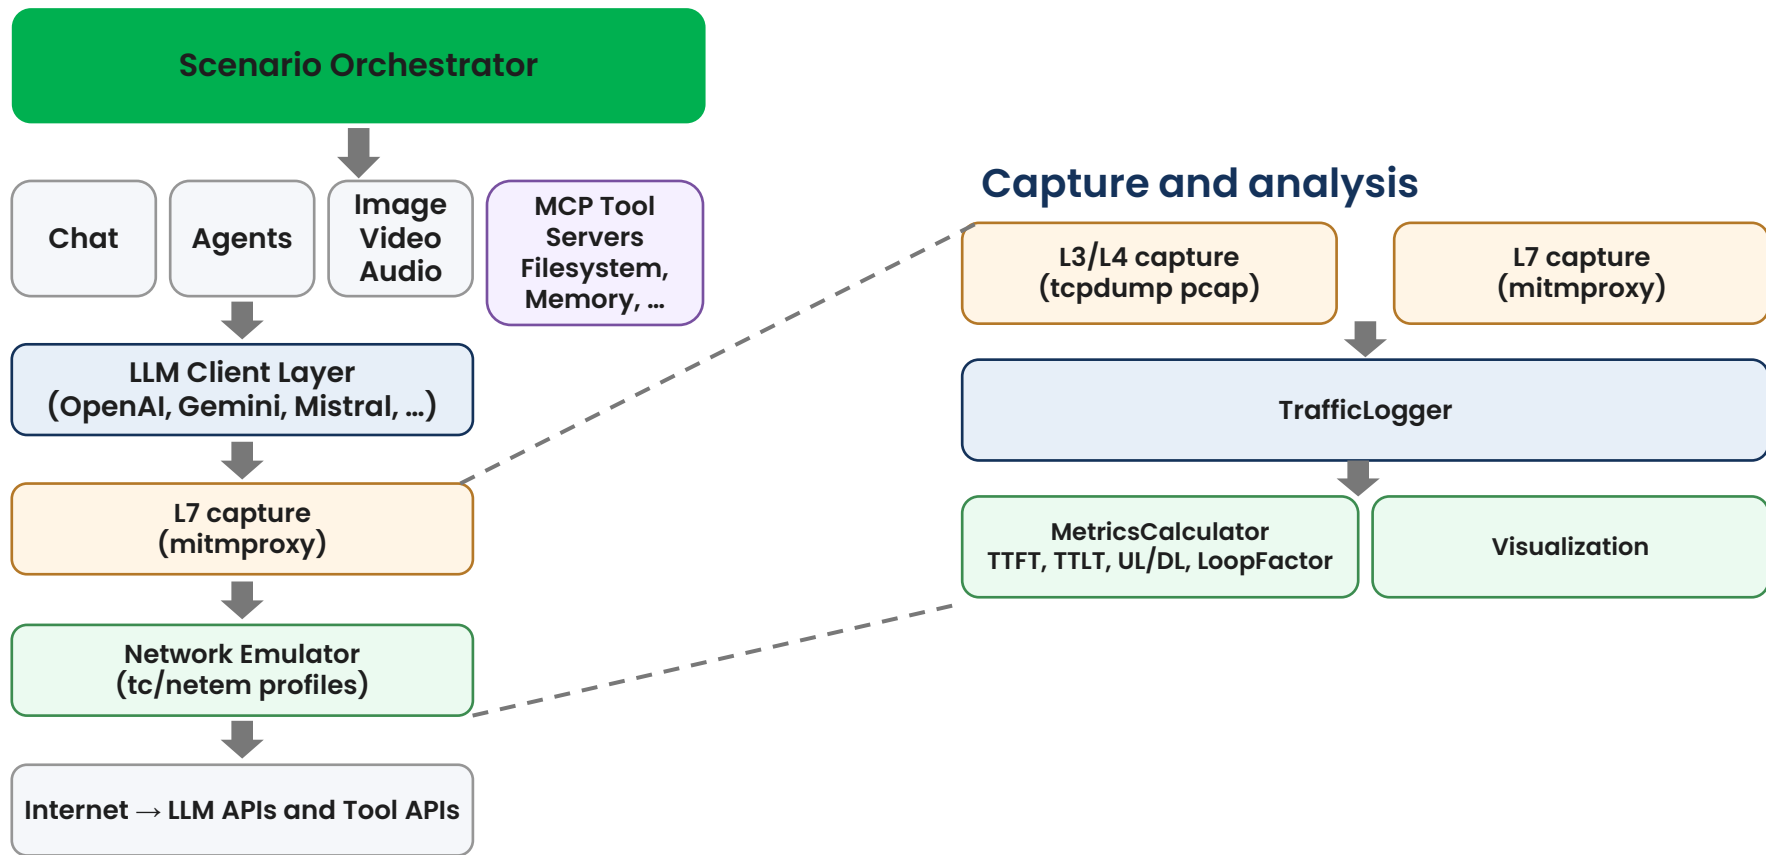 Scenario Orchestrator
Chat
Agents
Image
Video
Audio
MCP Tool
Servers
Filesystem,
Memory, ...
LLM Client Layer
(OpenAI, Gemini, Mistral, ...)
L7 capture
(mitmproxy)
Network Emulator
(tc/netem profiles)
Internet → LLM APIs and Tool APIs
Capture and analysis
L3/L4 capture
(tcpdump pcap)
L7 capture
(mitmproxy)
TrafficLogger
MetricsCalculator
TTFT, TTLT, UL/DL, LoopFactor
Visualization